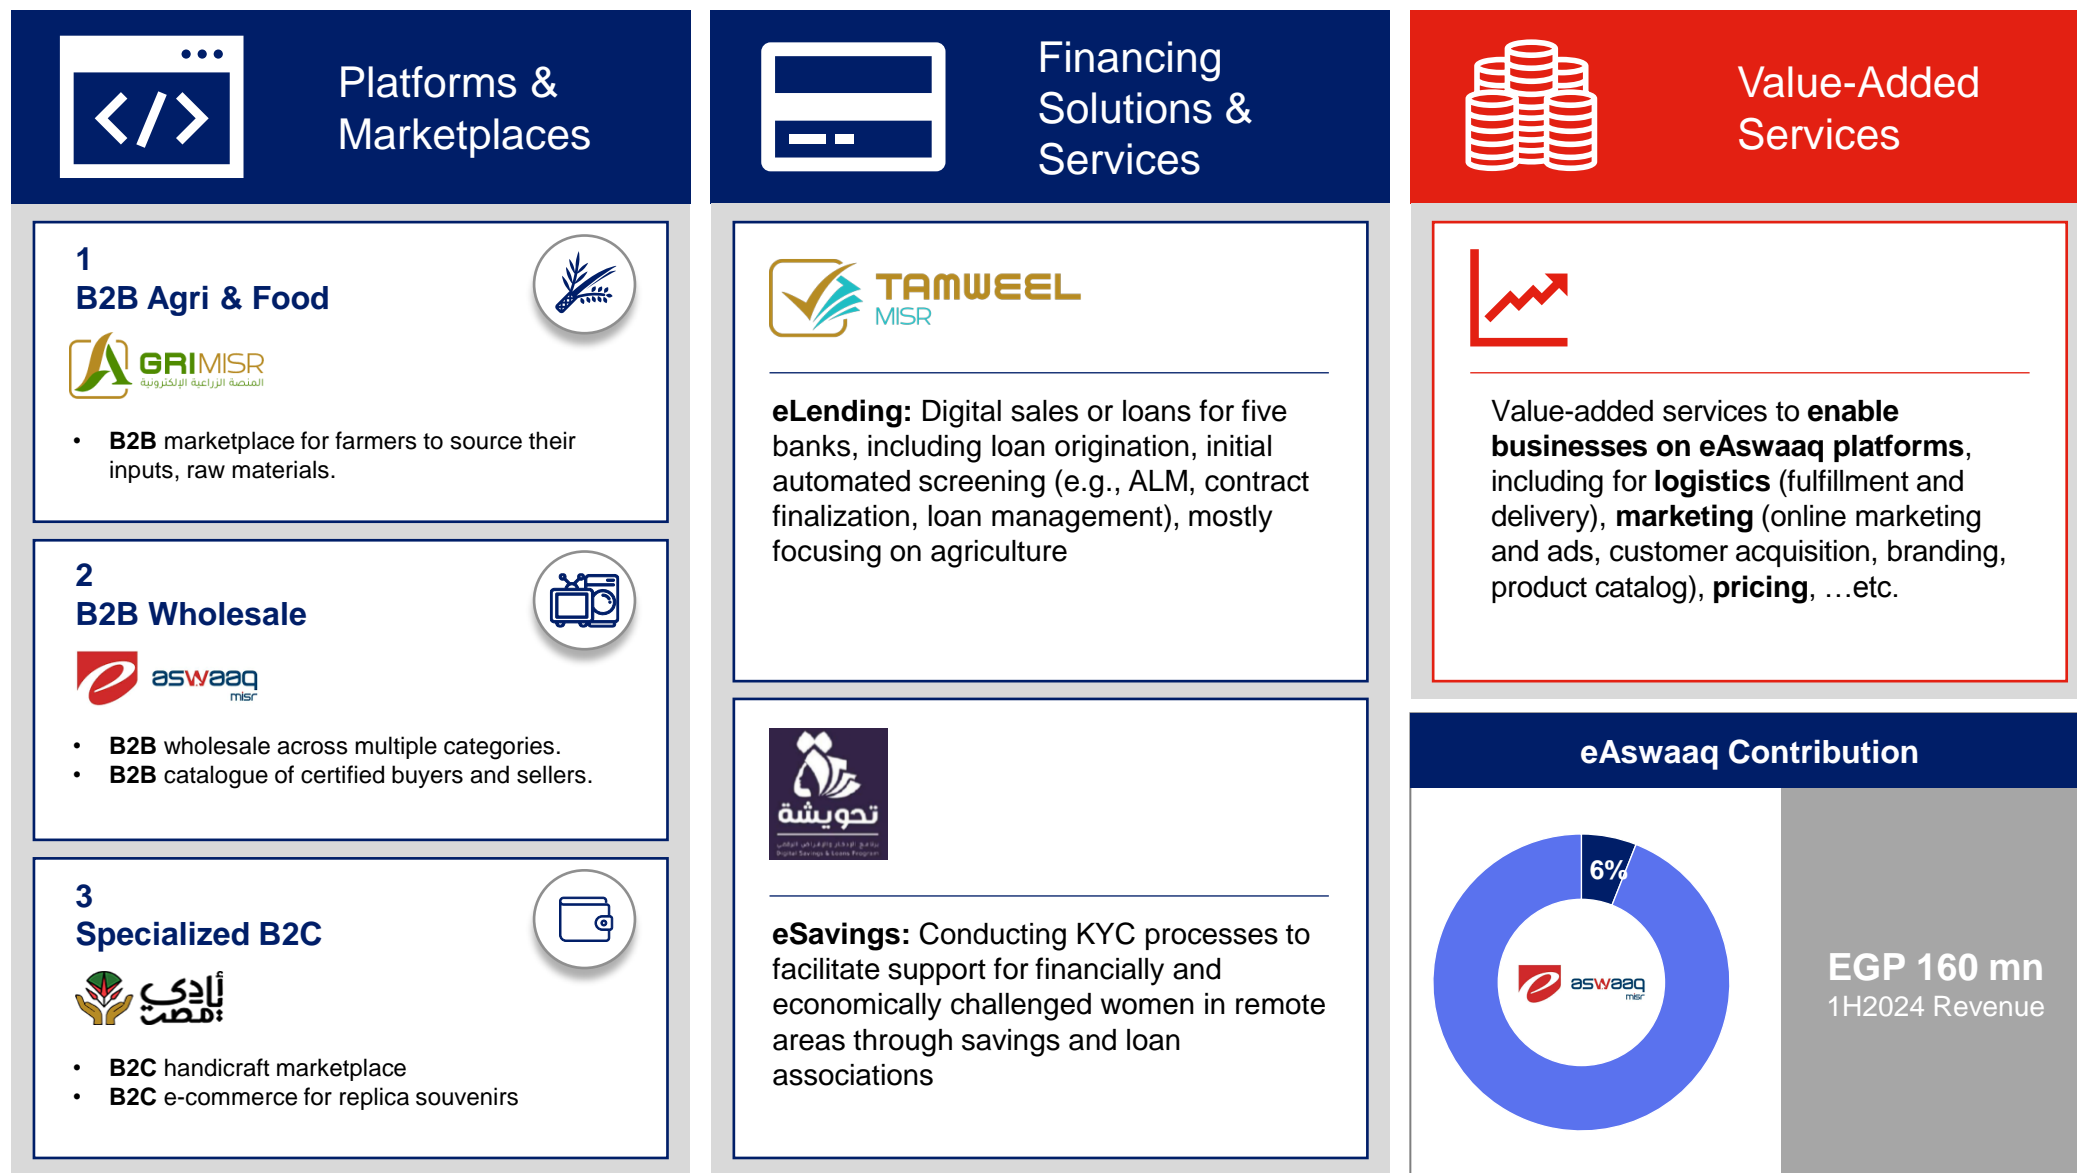 Platforms &
Marketplaces
1
B2B Agri & Food
GRIMISR
المنصة الزراعية الإلكترونية
• B2B marketplace for farmers to source their
inputs, raw materials.
2
B2B Wholesale
aswaaq
misr
• B2B wholesale across multiple categories.
• B2B catalogue of certified buyers and sellers.
3
Specialized B2C
أيادي
مصر
• B2C handicraft marketplace
• B2C e-commerce for replica souvenirs
Financing
Solutions &
Services
TAMWEEL
MISR
eLending: Digital sales or loans for five
banks, including loan origination, initial
automated screening (e.g., ALM, contract
finalization, loan management), mostly
focusing on agriculture
تحويشة
Digital Savings & Loans Program
eSavings: Conducting KYC processes to
facilitate support for financially and
economically challenged women in remote
areas through savings and loan
associations
Value-Added
Services
Value-added services to enable
businesses on eAswaaq platforms,
including for logistics (fulfillment and
delivery), marketing (online marketing
and ads, customer acquisition, branding,
product catalog), pricing, …etc.
eAswaaq Contribution
6%
aswaaq
misr
EGP 160 mn
1H2024 Revenue